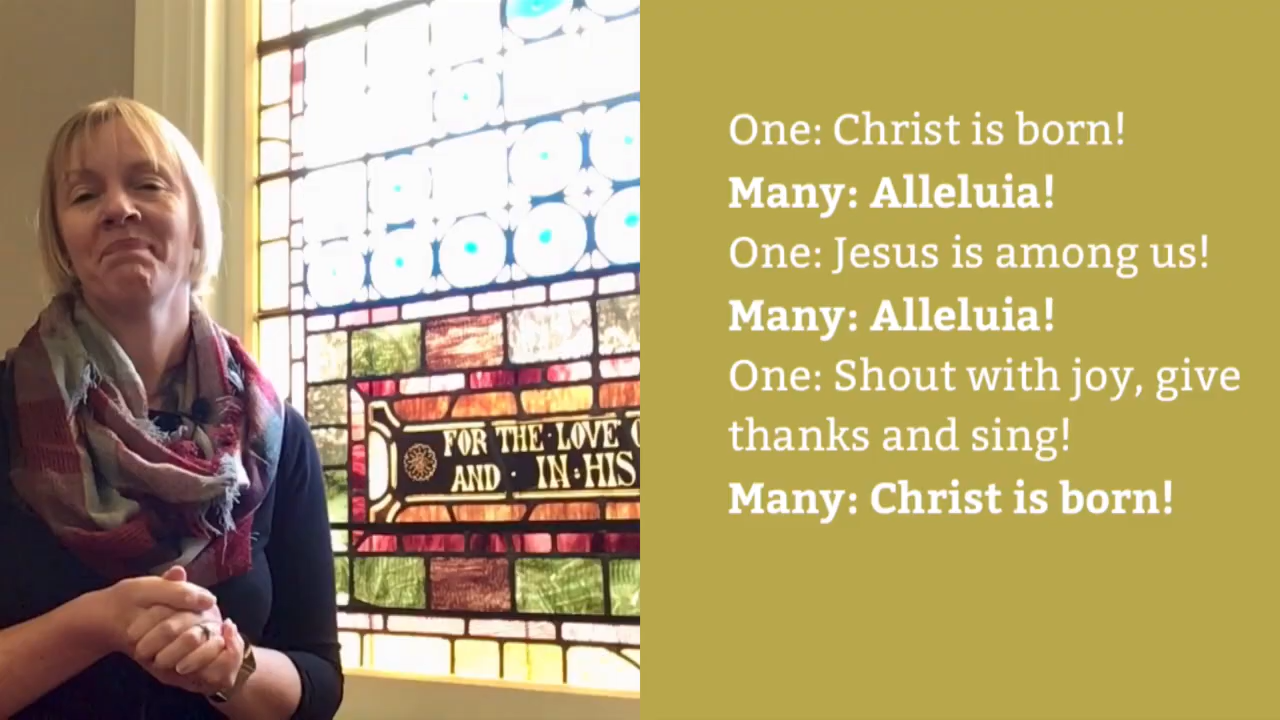 FOR THE·LOVE
AND · IN:HIS
One: Christ is born!
Many: Alleluia!
One: Jesus is among us!
Many: Alleluia!
One: Shout with joy, give
thanks and sing!
Many: Christ is born!